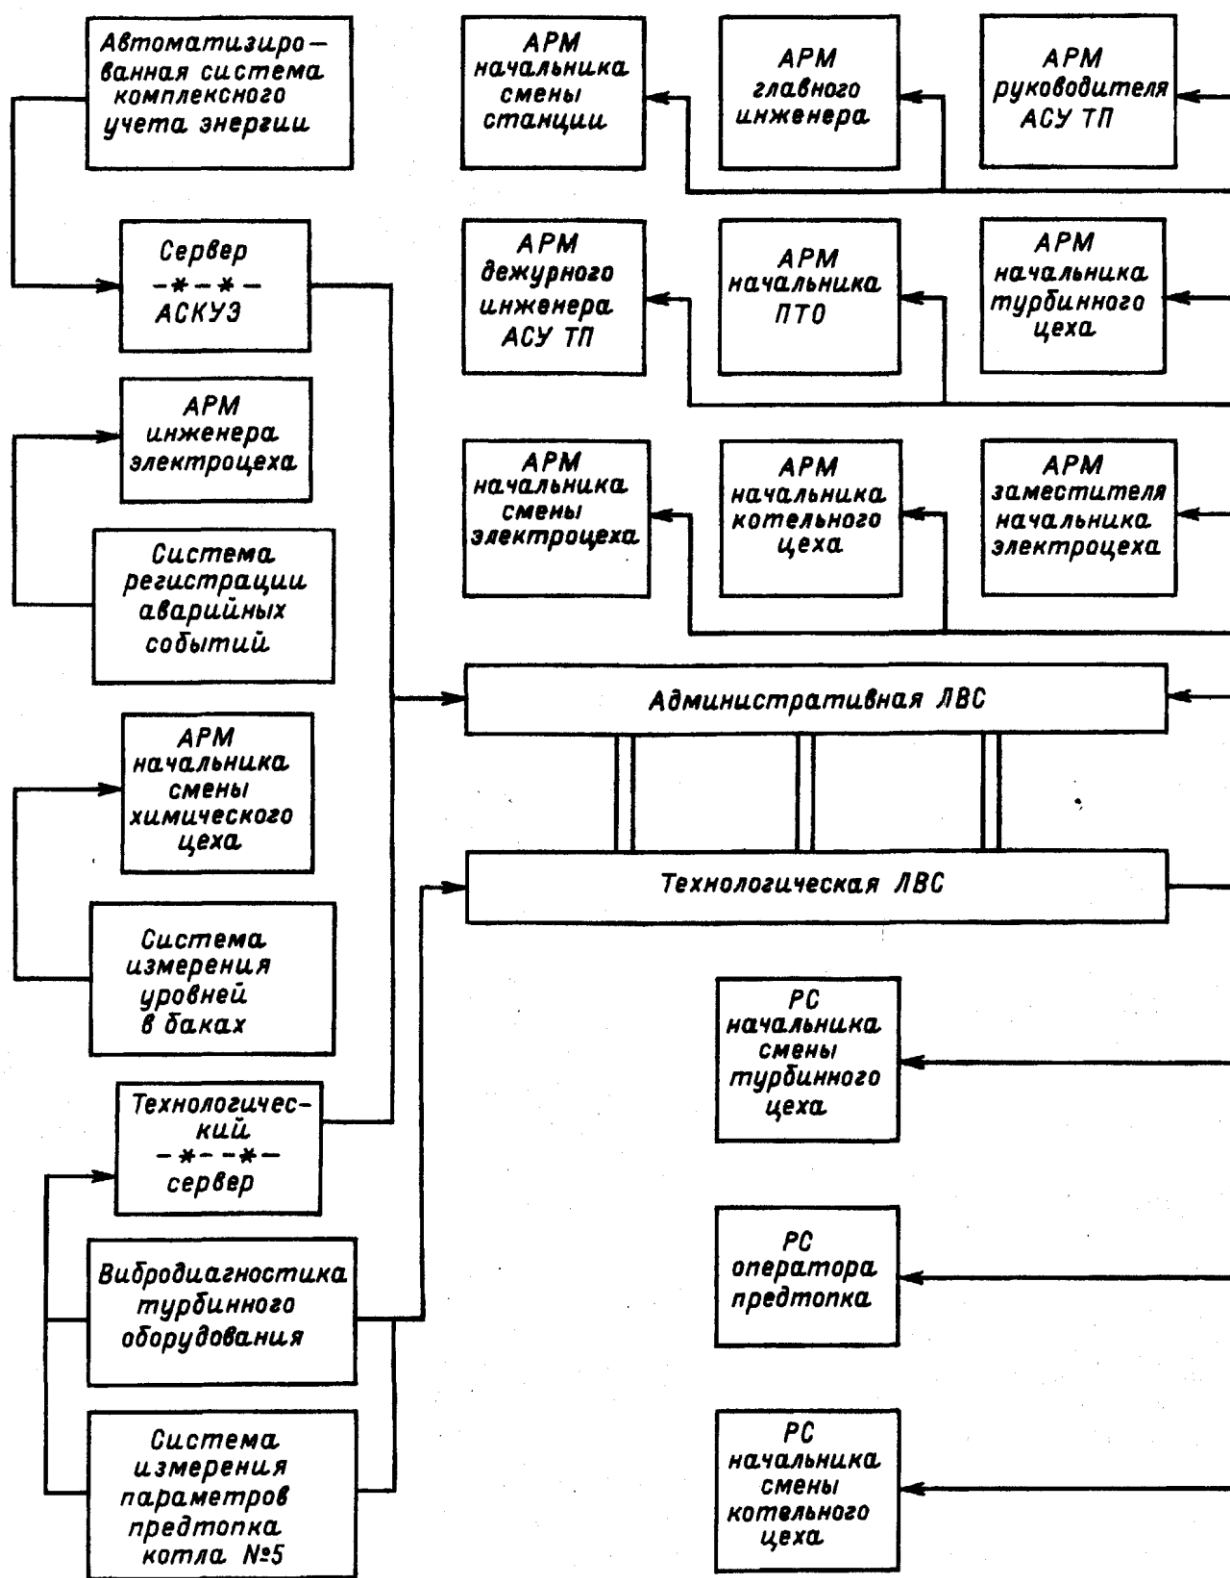 Автоматизиро-
ванная система
комплексного
учета энергии
АРМ
начальника
смены
станции
АРМ
главного
инженера
АРМ
руководителя
АСУ ТП
Сервер
-*-*-
АСКУЭ
АРМ
дежурного
инженера
АСУ ТП
АРМ
начальника
ПТО
АРМ
начальника
турбинного
цеха
АРМ
инженера
электроцеха
АРМ
начальника
смены
электроцеха
АРМ
начальника
котельного
цеха
АРМ
заместителя
начальника
электроцеха
Система
регистрации
аварийных
событий
Административная ЛВС
АРМ
начальника
смены
химического
цеха
Технологическая ЛВС
Система
измерения
уровней
в баках
РС
начальника
смены
турбинного
цеха
Технологичес-
кий
-*--*-
сервер
РС
оператора
предтопка
Вибродиагностика
турбинного
оборудования
Система
измерения
параметров
предтопка
котла №5
РС
начальника
смены
котельного
цеха